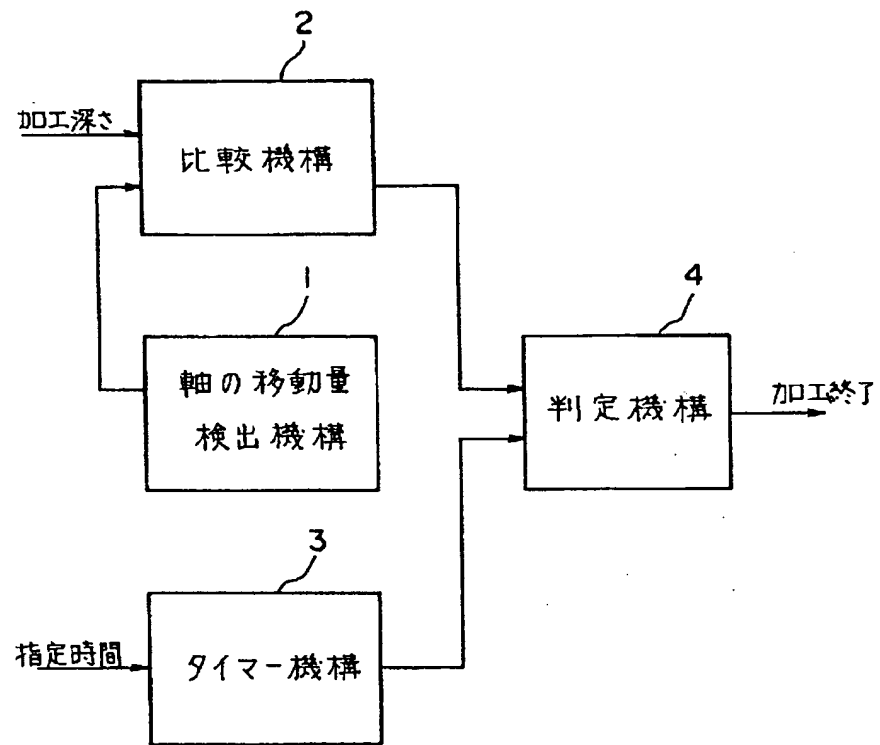 2
加工深さ
比較機構
1
軸の移動量
検出機構
4
判定機構
加工終了
3
指定時間
タイマー機構